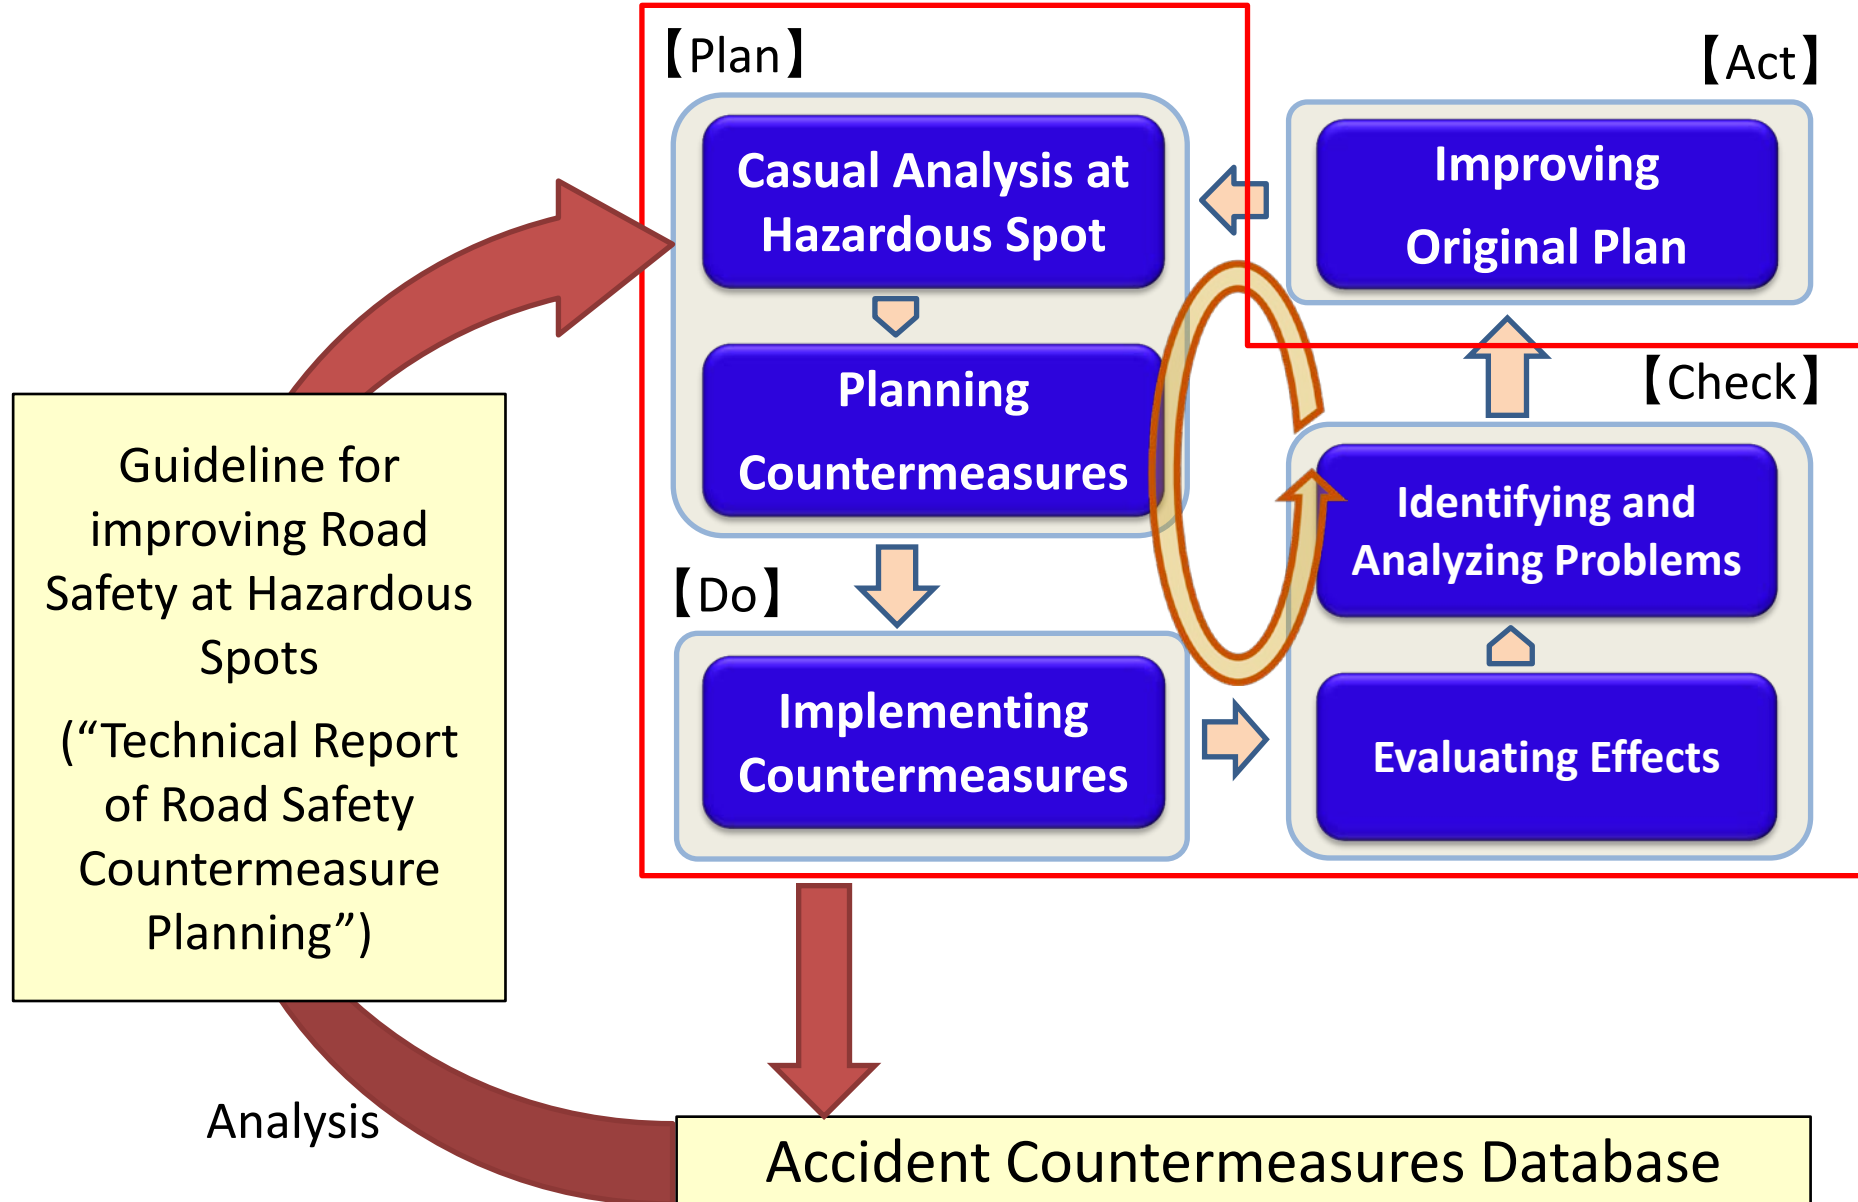 【Plan】
Casual Analysis at
Hazardous Spot
Planning
Countermeasures
【Do】
Implementing
Countermeasures
【Act】
Improving
Original Plan
【Check】
Identifying and
Analyzing Problems
Evaluating Effects
Guideline for
improving Road
Safety at Hazardous
Spots
(“Technical Report
of Road Safety
Countermeasure
Planning”)
Analysis
Accident Countermeasures Database